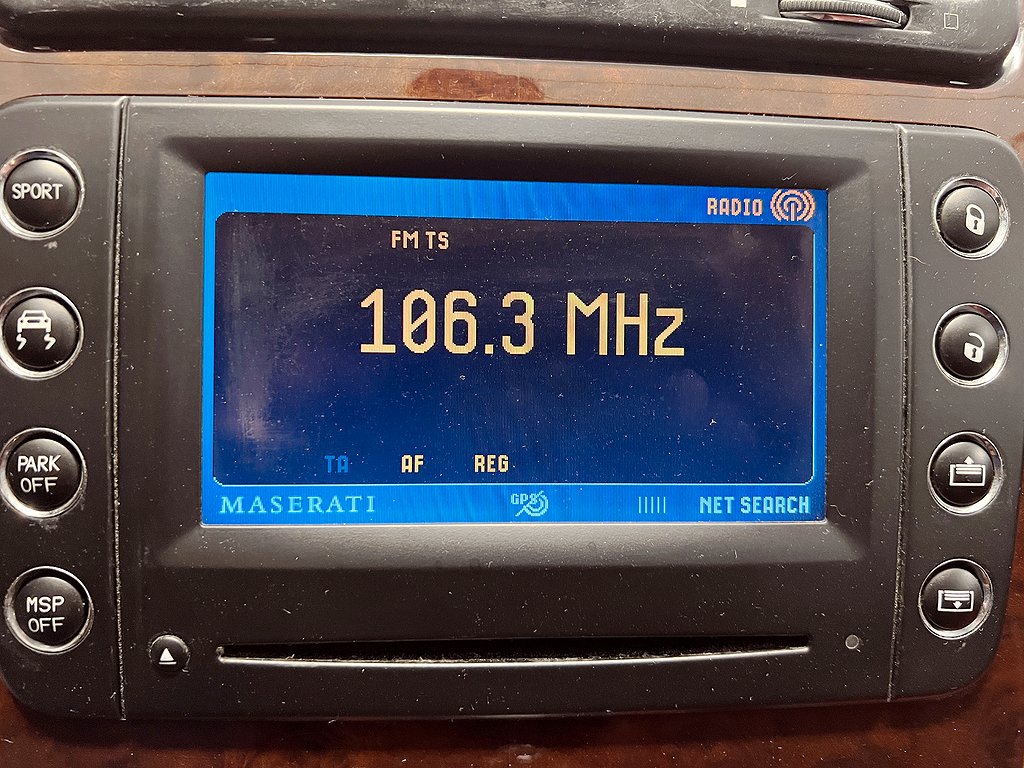 SPORT
PARK
OFF
MSP
OFF
RADIO
FM TS
106.3 MHz
TA AF REG
MASERATI GPS NET SEARCH